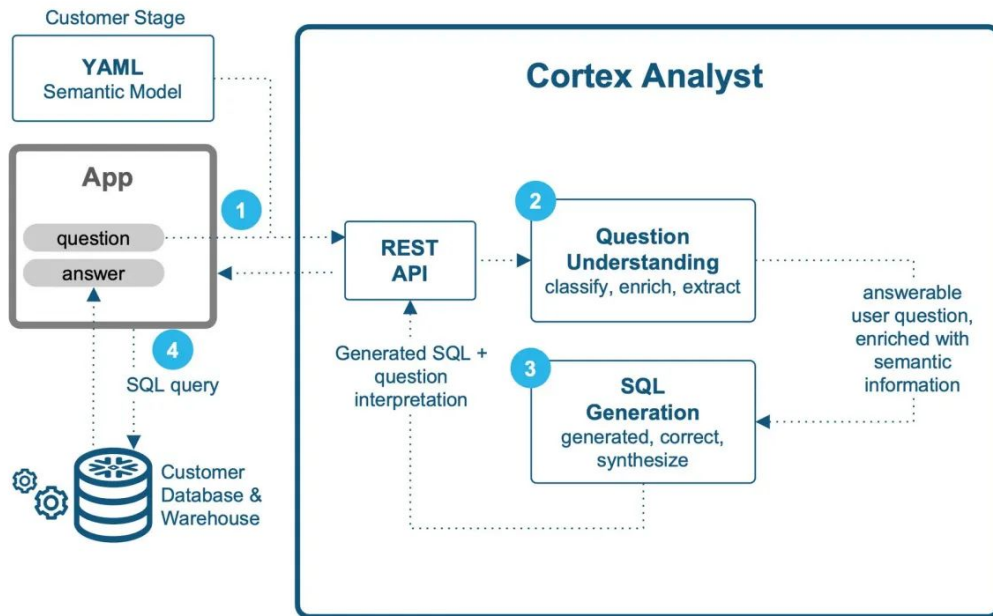 Customer Stage
YAML
Semantic Model
Cortex Analyst
App
1
question
answer
REST
API
2
Question
Understanding
classify, enrich, extract
answerable
user question,
enriched with
semantic
information
4
SQL query
Generated SQL +
question
interpretation
3
SQL
Generation
generated, correct,
synthesize
Customer
Database &
Warehouse